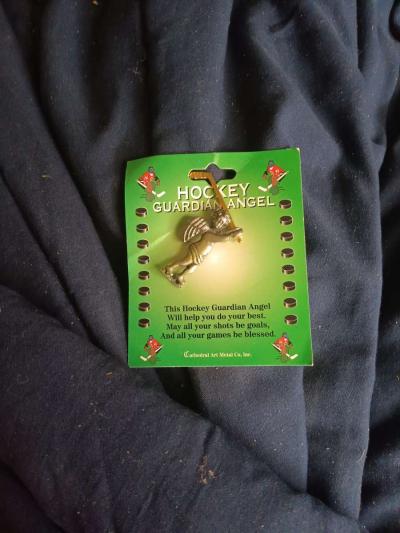 HOCKEY
GUARDIAN ANGEL
This Hockey Guardian Angel
Will help you do your best.
May all your shots be goals,
And all your games be blessed.
Cathedral Art Metal Co., Inc.